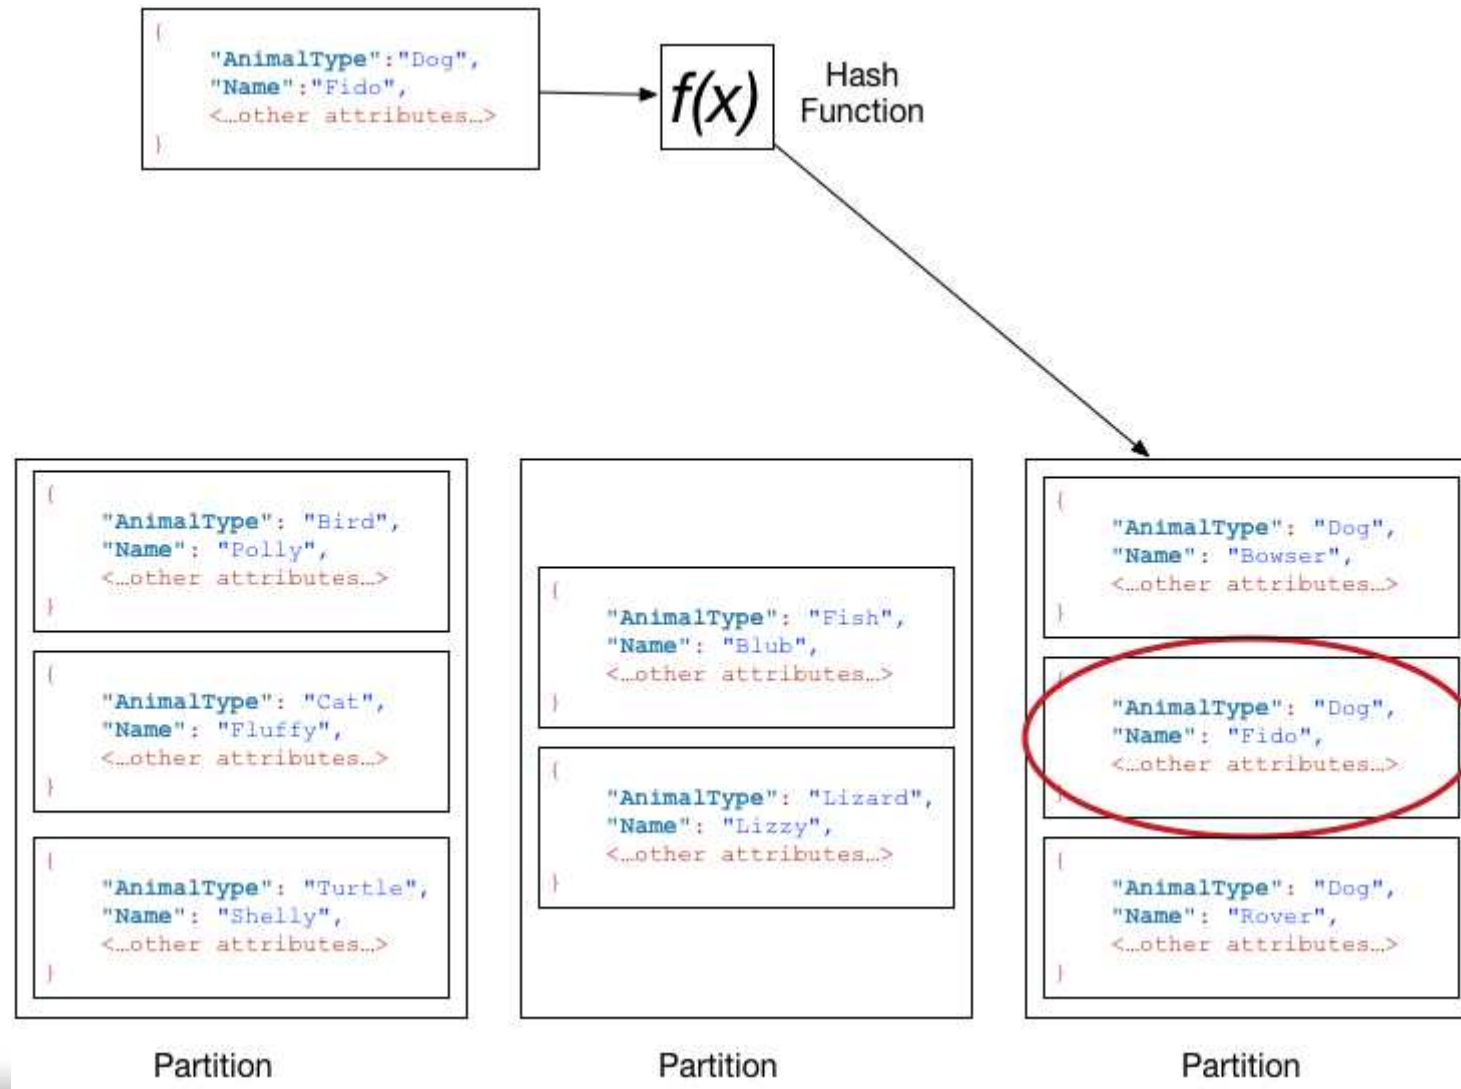 {
"AnimalType":"Dog",
"Name":"Fido",
<…other attributes…>
}
f(x)
Hash
Function
{
"AnimalType": "Bird",
"Name": "Polly",
<…other attributes…>
}
{
"AnimalType": "Cat",
"Name": "Fluffy",
<…other attributes…>
}
{
"AnimalType": "Turtle",
"Name": "Shelly",
<…other attributes…>
}
Partition
{
"AnimalType": "Fish",
"Name": "Blub",
<…other attributes…>
}
{
"AnimalType": "Lizard",
"Name": "Lizzy",
<…other attributes…>
}
Partition
{
"AnimalType": "Dog",
"Name": "Bowser",
<…other attributes…>
}
{
"AnimalType": "Dog",
"Name": "Fido",
<…other attributes…>
}
{
"AnimalType": "Dog",
"Name": "Rover",
<…other attributes…>
}
Partition